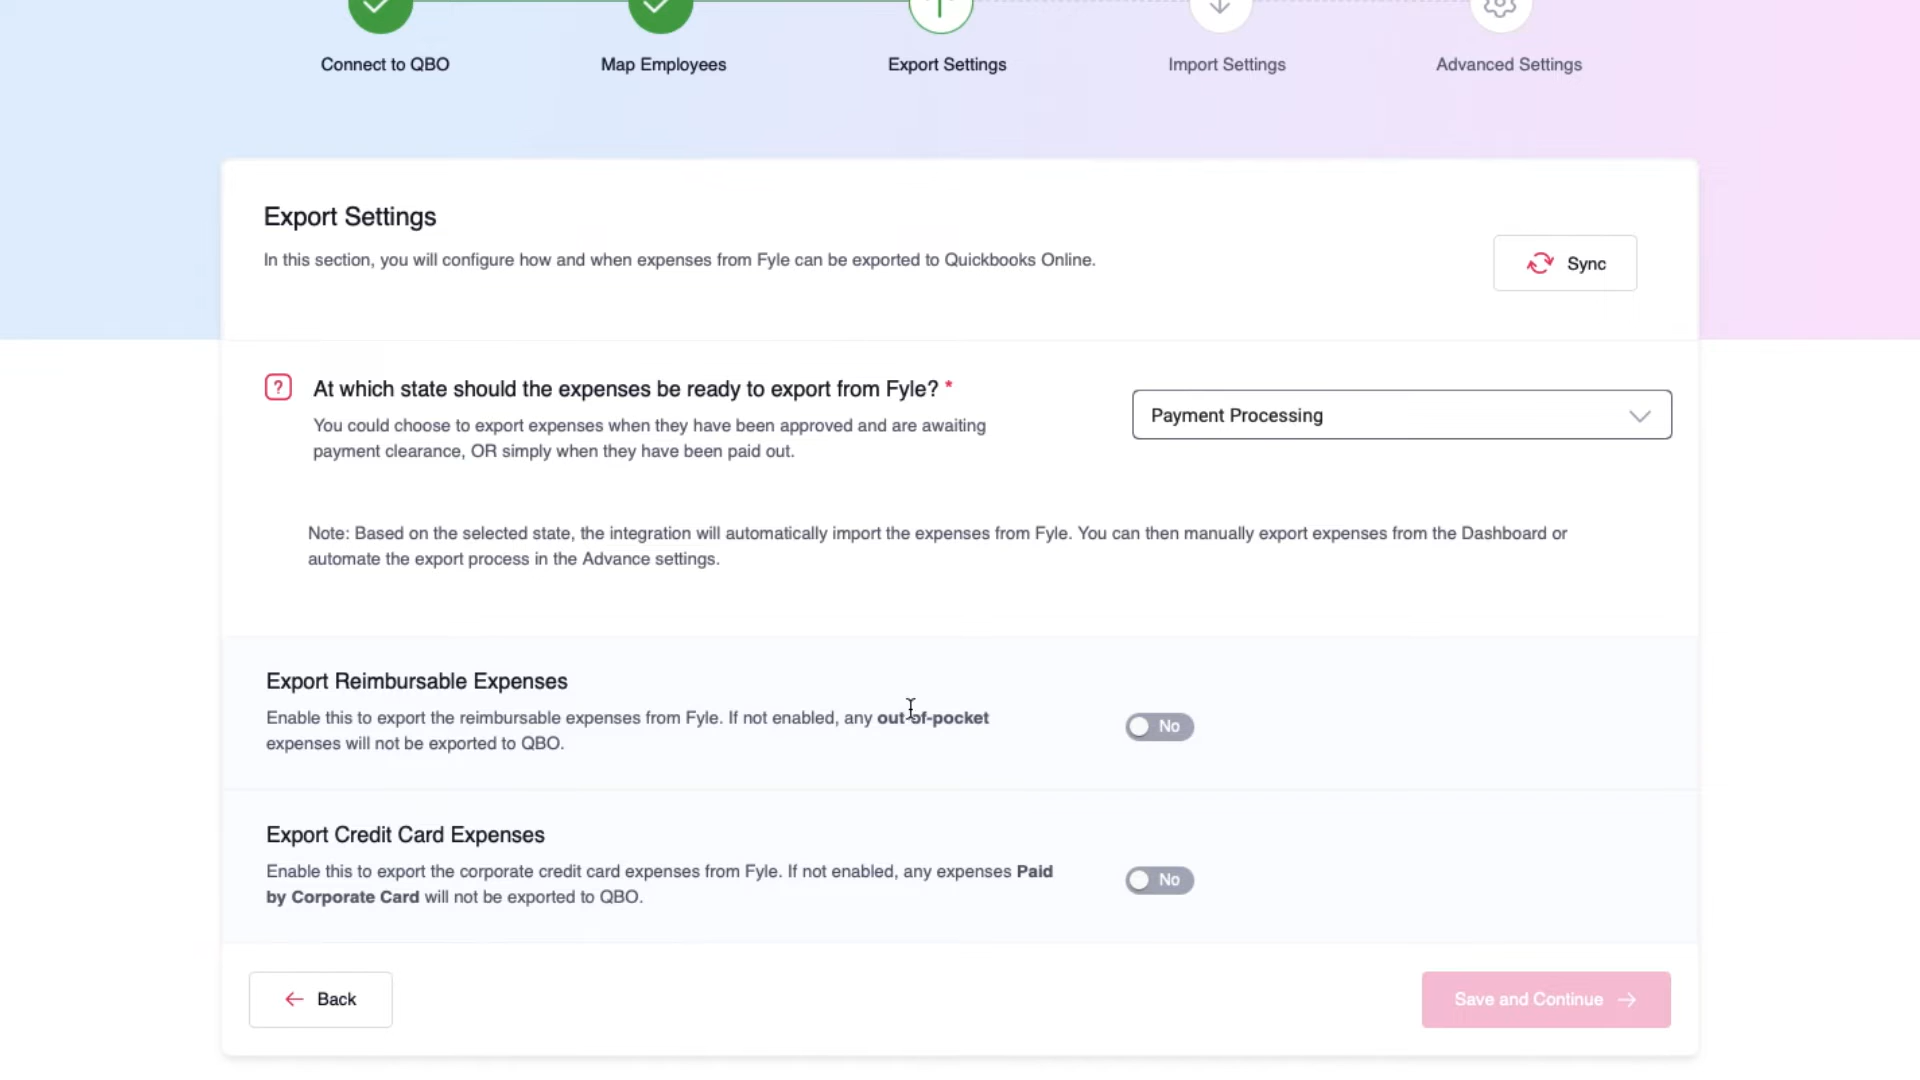 Connect to QBO
Map Employees
Export Settings
Import Settings
Advanced Settings
Export Settings
In this section, you will configure how and when expenses from Fyle can be exported to Quickbooks Online.
Sync
? At which state should the expenses be ready to export from Fyle? *
You could choose to export expenses when they have been approved and are awaiting
payment clearance, OR simply when they have been paid out.
Payment Processing
Note: Based on the selected state, the integration will automatically import the expenses from Fyle. You can then manually export expenses from the Dashboard or
automate the export process in the Advance settings.
Export Reimbursable Expenses
Enable this to export the reimbursable expenses from Fyle. If not enabled, any out-of-pocket
expenses will not be exported to QBO.
No
Export Credit Card Expenses
Enable this to export the corporate credit card expenses from Fyle. If not enabled, any expenses Paid
by Corporate Card will not be exported to QBO.
No
Back
Save and Continue